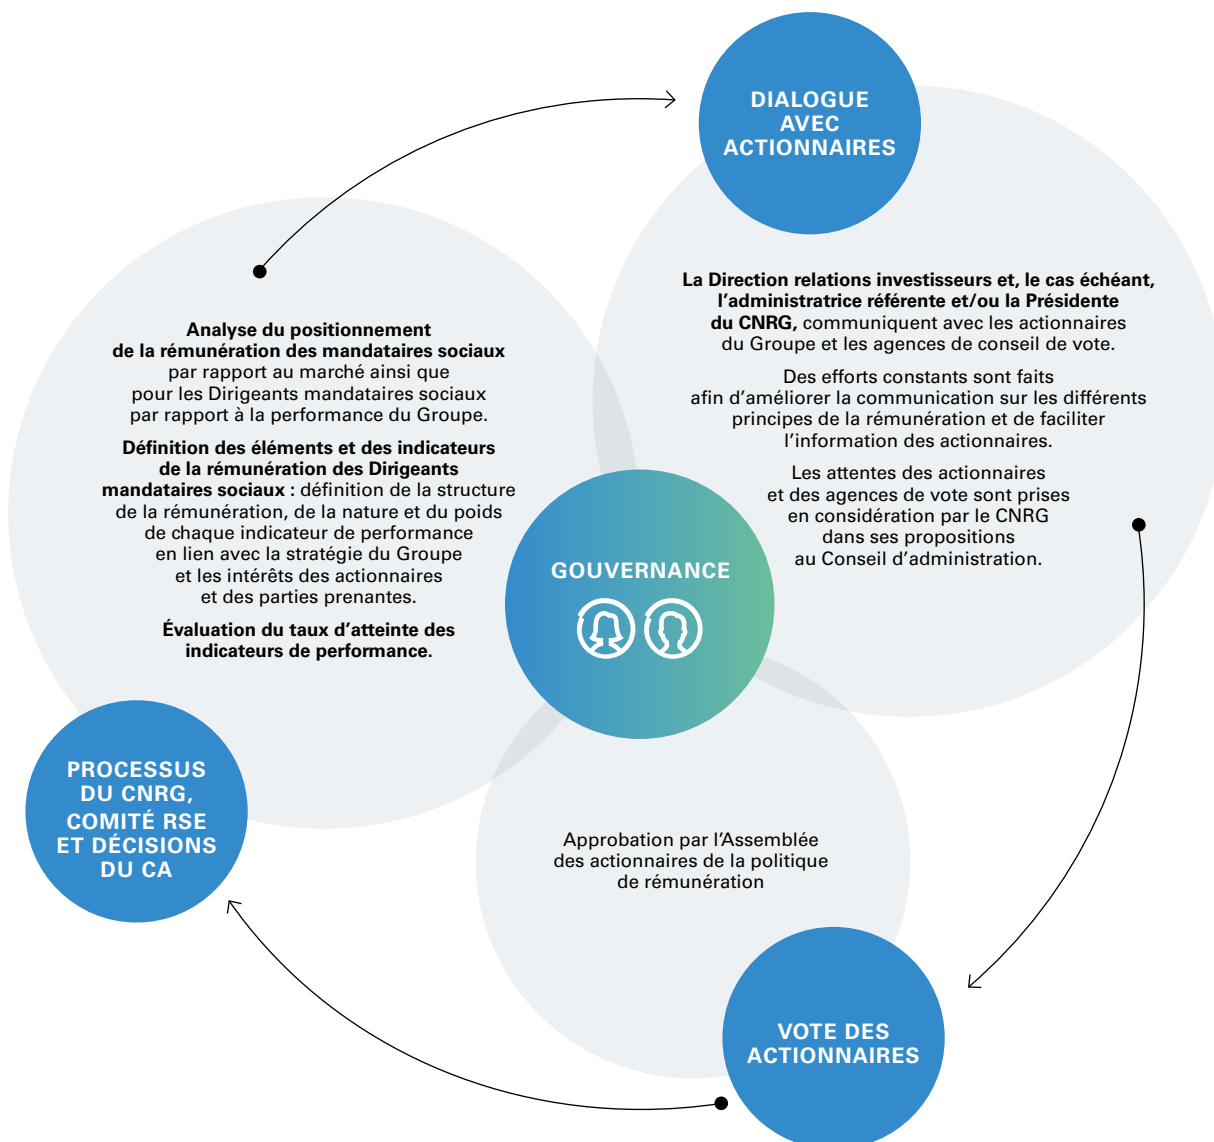 DIALOGUE
AVEC
ACTIONNAIRES
La Direction relations investisseurs et, le cas échéant,
l’administratrice référente et/ou la Présidente
du CNRG, communiquent avec les actionnaires
du Groupe et les agences de conseil de vote.
Des efforts constants sont faits
afin d’améliorer la communication sur les différents
principes de la rémunération et de faciliter
l’information des actionnaires.
Les attentes des actionnaires
et des agences de vote sont prises
en considération par le CNRG
dans ses propositions
au Conseil d’administration.
Analyse du positionnement
de la rémunération des mandataires sociaux
par rapport au marché ainsi que
pour les Dirigeants mandataires sociaux
par rapport à la performance du Groupe.
Définition des éléments et des indicateurs
de la rémunération des Dirigeants
mandataires sociaux : définition de la structure
de la rémunération, de la nature et du poids
de chaque indicateur de performance
en lien avec la stratégie du Groupe
et les intérêts des actionnaires
et des parties prenantes.
Évaluation du taux d’atteinte des
indicateurs de performance.
GOUVERNANCE
PROCESSUS
DU CNRG,
COMITÉ RSE
ET DÉCISIONS
DU CA
Approbation par l’Assemblée
des actionnaires de la politique
de rémunération
VOTE DES
ACTIONNAIRES